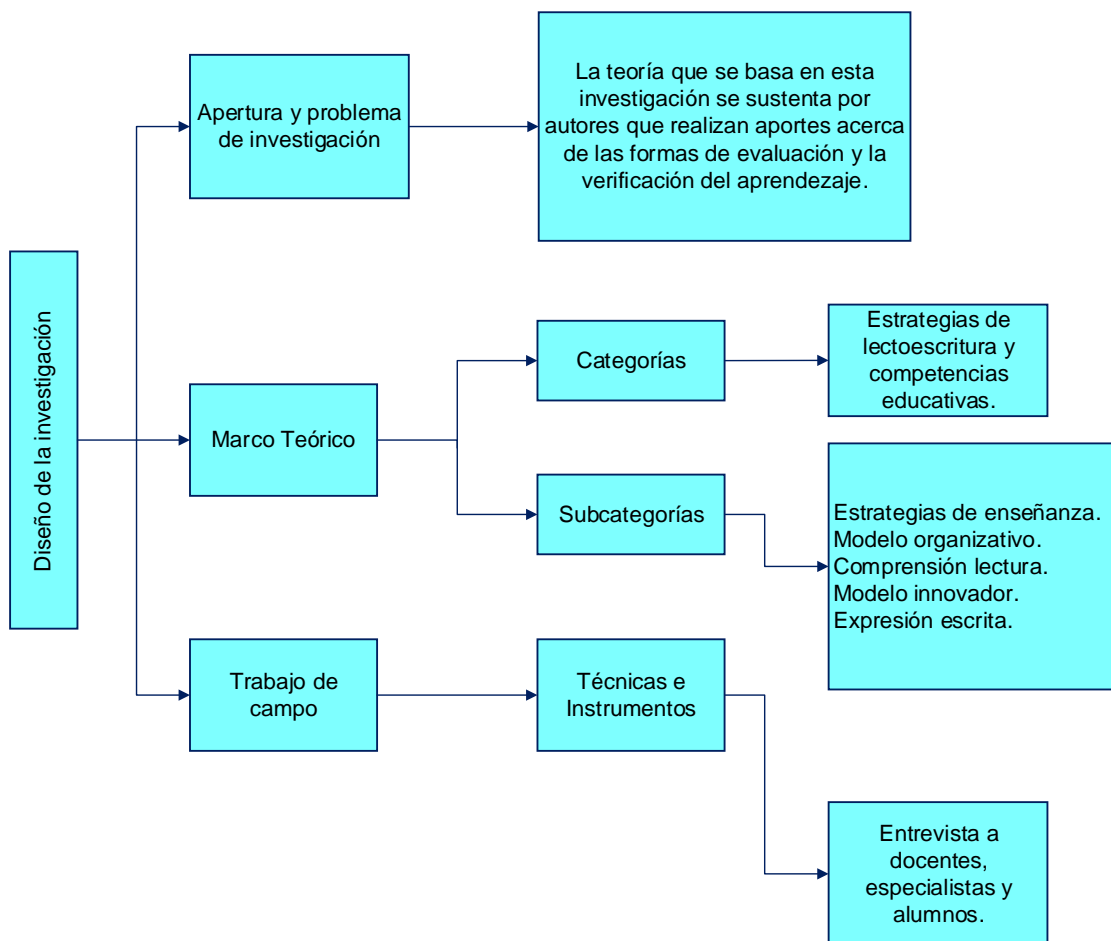 Diseño de la investigación
Apertura y problema
de investigación
La teoría que se basa en esta
investigación se sustenta por
autores que realizan aportes acerca
de las formas de evaluación y la
verificación del aprendezaje.
Marco Teórico
Categorías
Estrategias de
lectoescritura y
competencias
educativas.
Subcategorías
Estrategias de enseñanza.
Modelo organizativo.
Comprensión lectura.
Modelo innovador.
Expresión escrita.
Trabajo de
campo
Técnicas e
Instrumentos
Entrevista a
docentes,
especialistas y
alumnos.